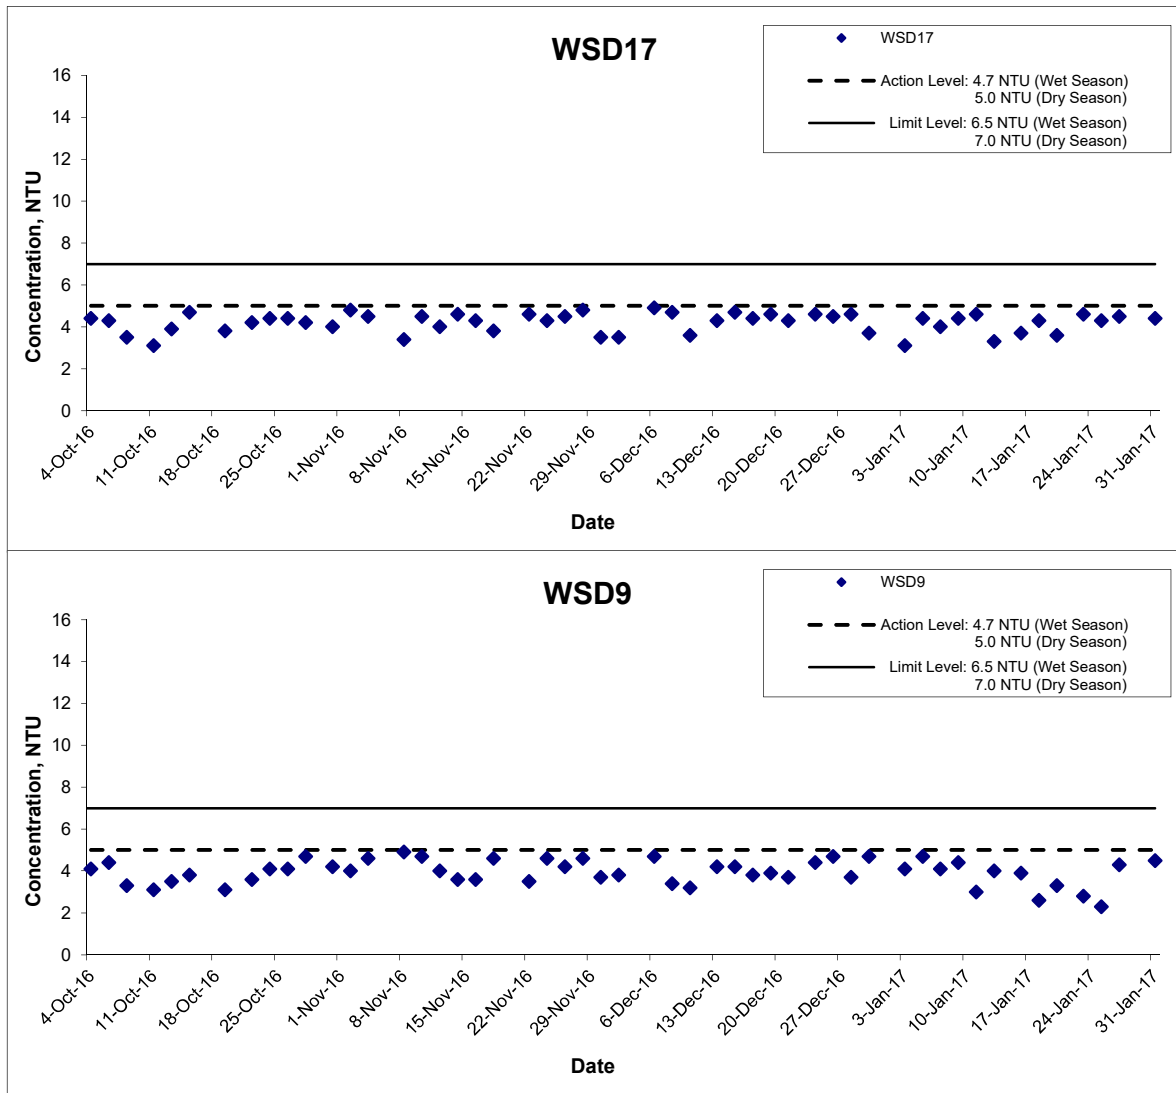 WSD17
WSD17
Action Level: 4.7 NTU (Wet Season)
5.0 NTU (Dry Season)
Limit Level: 6.5 NTU (Wet Season)
7.0 NTU (Dry Season)
Concentration, NTU
16
14
12
10
8
6
4
2
0
4-Oct-16
11-Oct-16
18-Oct-16
25-Oct-16
1-Nov-16
8-Nov-16
15-Nov-16
22-Nov-16
29-Nov-16
6-Dec-16
13-Dec-16
20-Dec-16
27-Dec-16
3-Jan-17
10-Jan-17
17-Jan-17
24-Jan-17
31-Jan-17
Date
WSD9
WSD9
Action Level: 4.7 NTU (Wet Season)
5.0 NTU (Dry Season)
Limit Level: 6.5 NTU (Wet Season)
7.0 NTU (Dry Season)
Concentration, NTU
16
14
12
10
8
6
4
2
0
4-Oct-16
11-Oct-16
18-Oct-16
25-Oct-16
1-Nov-16
8-Nov-16
15-Nov-16
22-Nov-16
29-Nov-16
6-Dec-16
13-Dec-16
20-Dec-16
27-Dec-16
3-Jan-17
10-Jan-17
17-Jan-17
24-Jan-17
31-Jan-17
Date